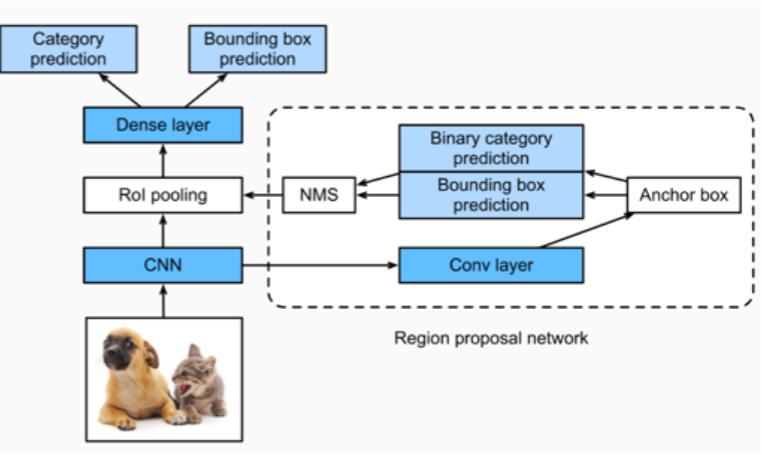 Category
prediction
Bounding box
prediction
Dense layer
Binary category
prediction
RoI pooling
NMS
Bounding box
prediction
Anchor box
CNN
Conv layer
Region proposal network